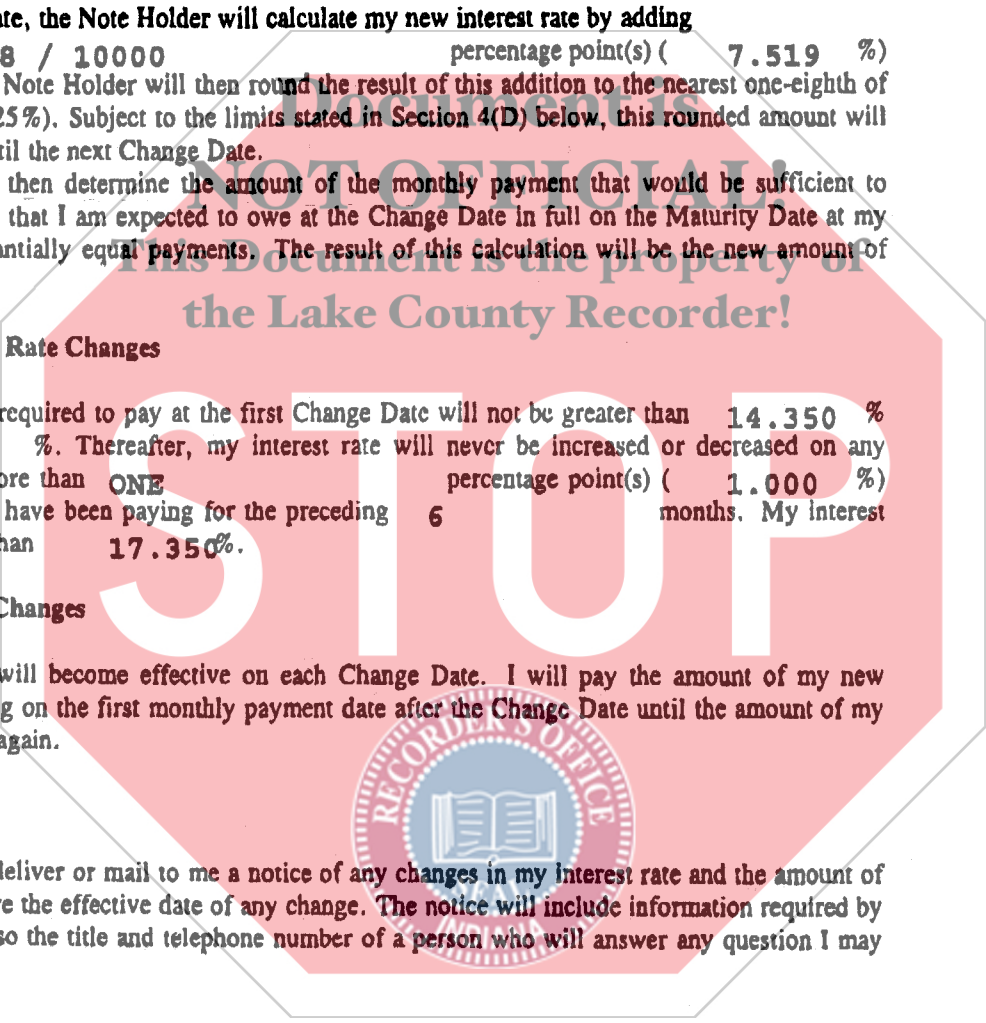 ate, the Note Holder will calculate my new interest rate by adding
8 / 10000 percentage point(s) ( 7.519 %)
Note Holder will then round the result of this addition to the nearest one-eighth of
25%). Subject to the limits stated in Section 4(D) below, this rounded amount will
til the next Change Date.
then determine the amount of the monthly payment that would be sufficient to
that I am expected to owe at the Change Date in full on the Maturity Date at my
antially equal payments. The result of this calculation will be the new amount of
Document is
NOT OFFICIAL!
This Document is the property of
the Lake County Recorder!
Rate Changes
required to pay at the first Change Date will not be greater than 14.350 %
%. Thereafter, my interest rate will never be increased or decreased on any
ore than ONE percentage point(s) ( 1.000 %)
have been paying for the preceding 6 months. My interest
han 17.350%.
STOP
Changes
will become effective on each Change Date. I will pay the amount of my new
g on the first monthly payment date after the Change Date until the amount of my
again.
RECORDER'S OFFICE
SEAL
INDIANA
deliver or mail to me a notice of any changes in my interest rate and the amount of
re the effective date of any change. The notice will include information required by
so the title and telephone number of a person who will answer any question I may